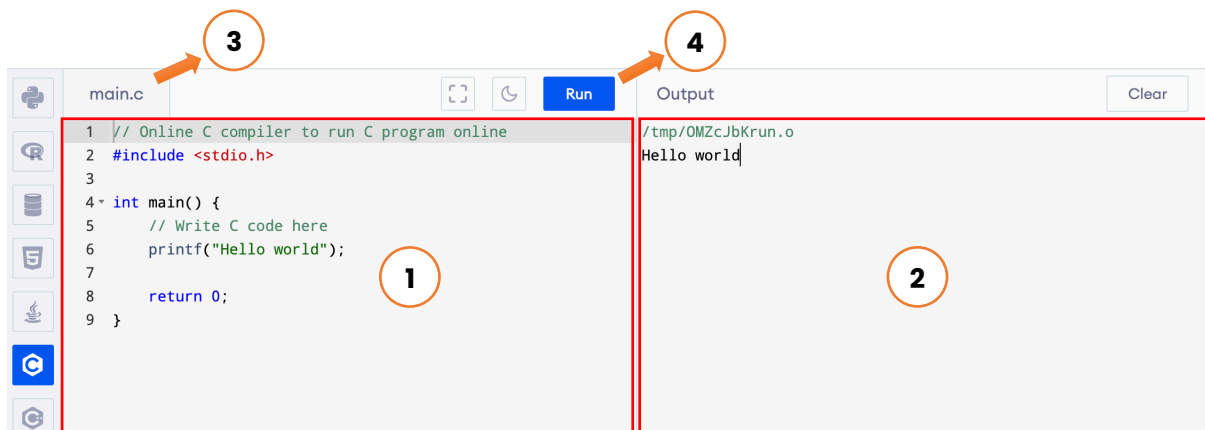 3
4
main.c
Run
Output
Clear
1 // Online C compiler to run C program online
2 #include <stdio.h>
3
4 int main() {
5     // Write C code here
6     printf("Hello world");
7
8     return 0;
9 }
1
/tmp/OMZcJbKrun.o
Hello world
2
R
5
C
C